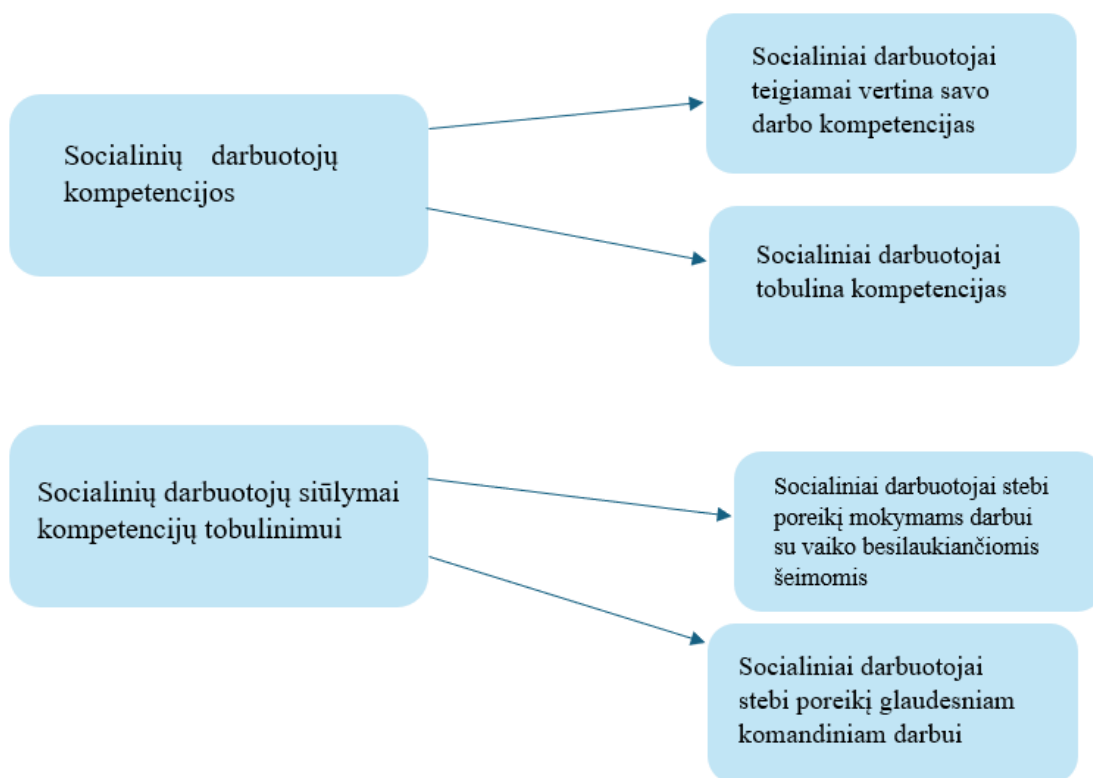 Socialinių darbuotojų
kompetencijos
Socialiniai darbuotojai
teigiamai vertina savo
darbo kompetencijas
Socialiniai darbuotojai
tobulina kompetencijas
Socialinių darbuotojų siūlymai
kompetencijų tobulinimui
Socialiniai darbuotojai stebi
poreikį mokymams darbui
su vaiko besilaukiančiomis
šeimomis
Socialiniai darbuotojai
stebi poreikį glaudesniam
komandiniam darbui